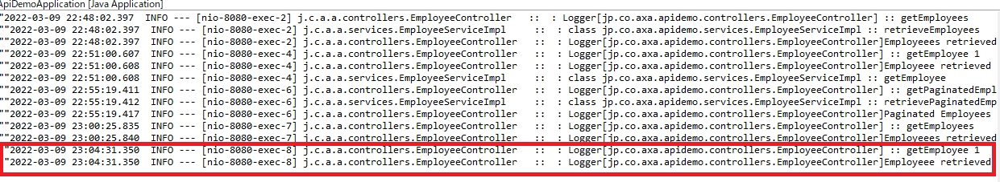 ApiDemoApplication [Java Application]
"2022-03-09 22:48:02.397  INFO --- [nio-8080-exec-2] j.c.a.a.controllers.EmployeeController   ::  : Logger[jp.co.axa.apidemo.controllers.EmployeeController] :: getEmployees
""2022-03-09 22:48:02.397  INFO --- [nio-8080-exec-2] j.c.a.a.services.EmployeeServiceImpl     ::  : class jp.co.axa.apidemo.services.EmployeeServiceImpl :: retrieveEmployees
""2022-03-09 22:48:02.397  INFO --- [nio-8080-exec-2] j.c.a.a.controllers.EmployeeController   ::  : Logger[jp.co.axa.apidemo.controllers.EmployeeController]Employees retrieved
""2022-03-09 22:51:00.607  INFO --- [nio-8080-exec-4] j.c.a.a.controllers.EmployeeController   ::  : Logger[jp.co.axa.apidemo.controllers.EmployeeController] :: getEmployee 1
""2022-03-09 22:51:00.608  INFO --- [nio-8080-exec-4] j.c.a.a.controllers.EmployeeController   ::  : Logger[jp.co.axa.apidemo.controllers.EmployeeController]Employee retrieved
""2022-03-09 22:51:00.608  INFO --- [nio-8080-exec-4] j.c.a.a.services.EmployeeServiceImpl     ::  : class jp.co.axa.apidemo.services.EmployeeServiceImpl :: getEmployee
""2022-03-09 22:55:19.411  INFO --- [nio-8080-exec-6] j.c.a.a.controllers.EmployeeController   ::  : Logger[jp.co.axa.apidemo.controllers.EmployeeController] :: getPaginatedEmpl
""2022-03-09 22:55:19.412  INFO --- [nio-8080-exec-6] j.c.a.a.services.EmployeeServiceImpl     ::  : class jp.co.axa.apidemo.services.EmployeeServiceImpl :: retrievePaginatedEmp
""2022-03-09 22:55:19.417  INFO --- [nio-8080-exec-6] j.c.a.a.controllers.EmployeeController   ::  : Logger[jp.co.axa.apidemo.controllers.EmployeeController]Paginated Employees
""2022-03-09 23:00:25.835  INFO --- [nio-8080-exec-7] j.c.a.a.controllers.EmployeeController   ::  : Logger[jp.co.axa.apidemo.controllers.EmployeeController] :: getEmployees
""2022-03-09 23:00:25.840  INFO --- [nio-8080-exec-7] j.c.a.a.controllers.EmployeeController   ::  : Logger[jp.co.axa.apidemo.controllers.EmployeeController]Employeees retrieved
"2022-03-09 23:04:31.350  INFO --- [nio-8080-exec-8] j.c.a.a.controllers.EmployeeController   ::  : Logger[jp.co.axa.apidemo.controllers.EmployeeController] :: getEmployee 1
"2022-03-09 23:04:31.350  INFO --- [nio-8080-exec-8] j.c.a.a.controllers.EmployeeController   ::  : Logger[jp.co.axa.apidemo.controllers.EmployeeController]Employeee retrieved